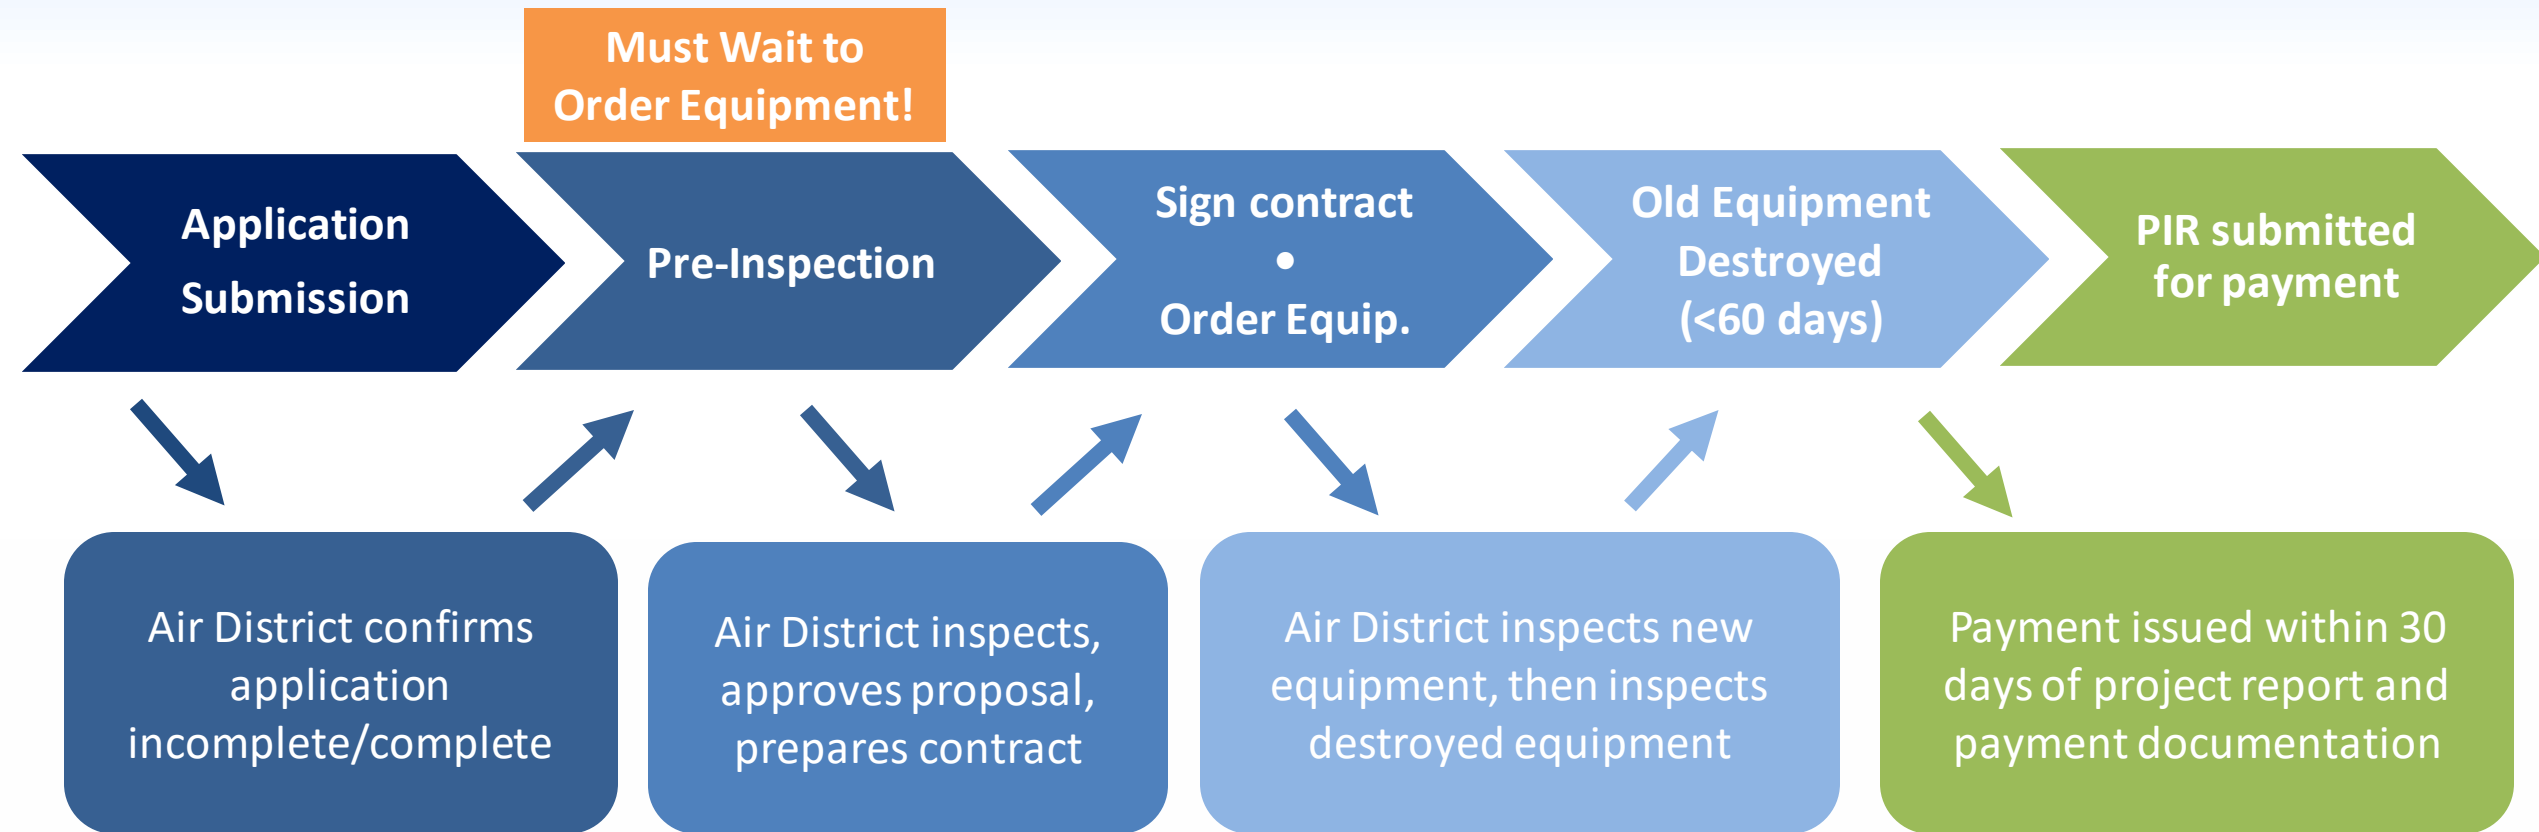 Must Wait to
Order Equipment!
Application
Submission
Pre-Inspection
Sign contract
•
Order Equip.
Old Equipment
Destroyed
(<60 days)
PIR submitted
for payment
Air District confirms
application
incomplete/complete
Air District inspects,
approves proposal,
prepares contract
Air District inspects new
equipment, then inspects
destroyed equipment
Payment issued within 30
days of project report and
payment documentation